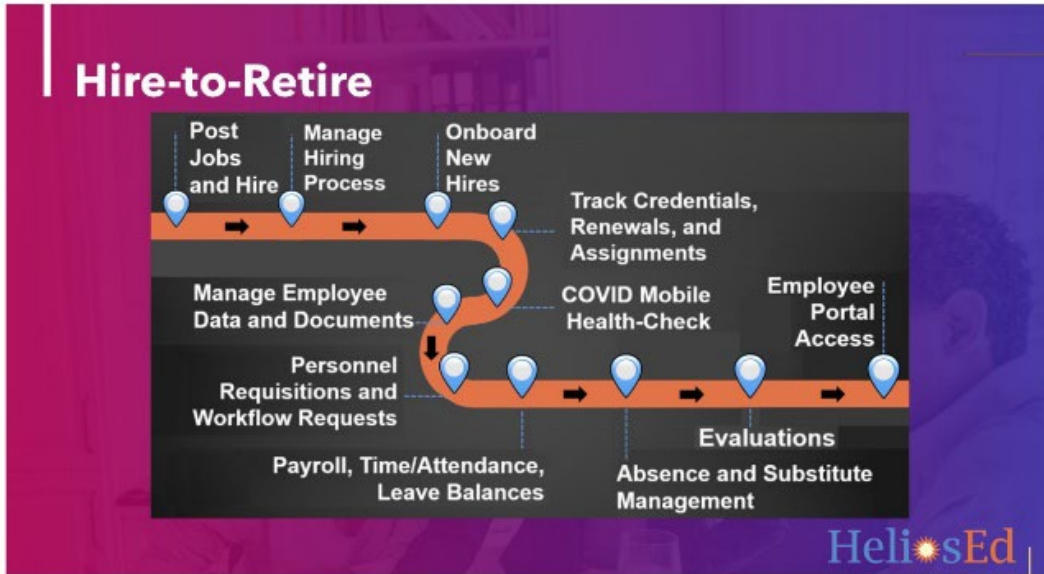 Hire-to-Retire
Post
Jobs
and Hire
Manage
Hiring
Process
Onboard
New
Hires
Track Credentials,
Renewals, and
Assignments
COVID Mobile
Health-Check
Manage Employee
Data and Documents
Personnel
Requisitions and
Workflow Requests
Payroll, Time/Attendance,
Leave Balances
Absence and Substitute
Management
Evaluations
Employee
Portal
Access
HeliosEd